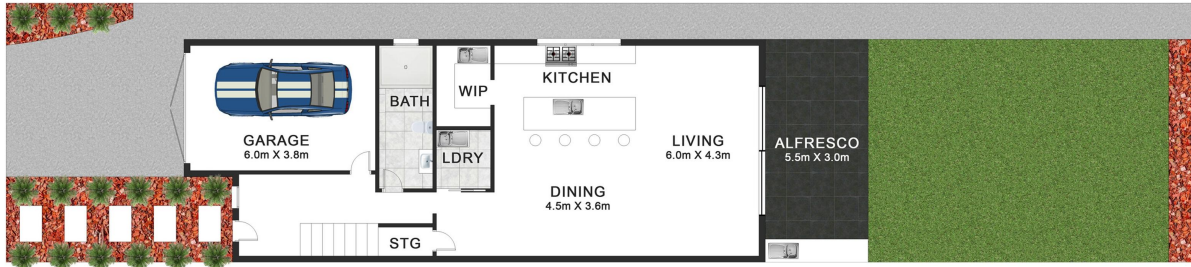 GARAGE
6.0m X 3.8m
BATH
WIP
LDRY
KITCHEN
LIVING
6.0m X 4.3m
DINING
4.5m X 3.6m
STG
ALFRESCO
5.5m X 3.0m